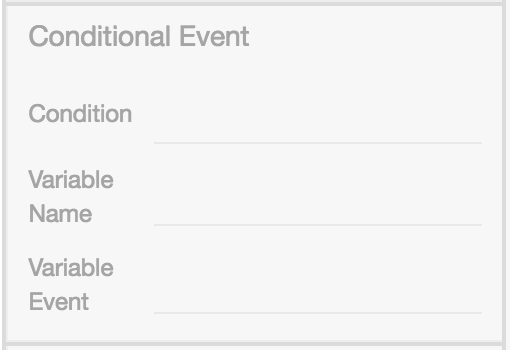 Conditional Event
Condition
Variable
Name
Variable
Event